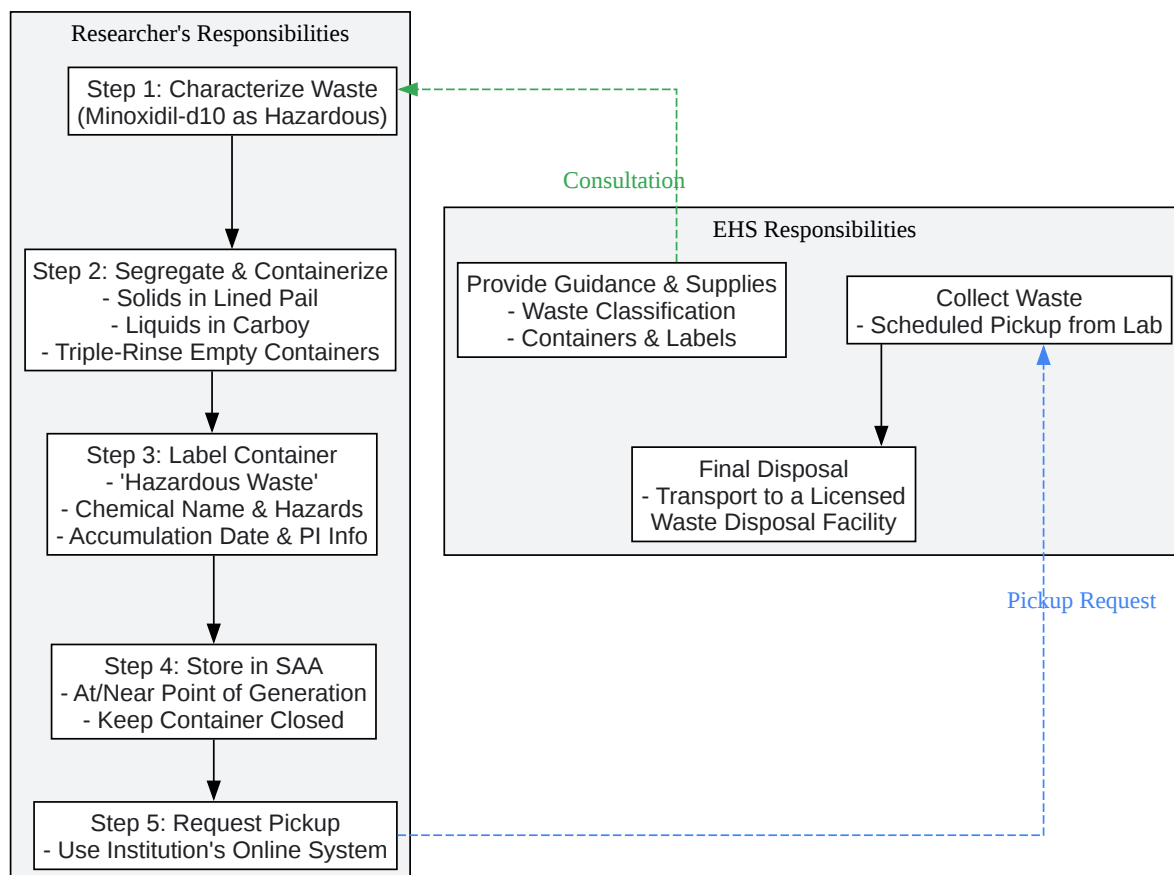 Researcher's Responsibilities
Step 1: Characterize Waste
(Minoxidil-d10 as Hazardous)
Step 2: Segregate & Containerize
- Solids in Lined Pail
- Liquids in Carboy
- Triple-Rinse Empty Containers
Step 3: Label Container
- 'Hazardous Waste'
- Chemical Name & Hazards
- Accumulation Date & PI Info
Step 4: Store in SAA
- At/Near Point of Generation
- Keep Container Closed
Step 5: Request Pickup
- Use Institution's Online System
Consultation
EHS Responsibilities
Provide Guidance & Supplies
- Waste Classification
- Containers & Labels
Collect Waste
- Scheduled Pickup from Lab
Final Disposal
- Transport to a Licensed
Waste Disposal Facility
Pickup Request